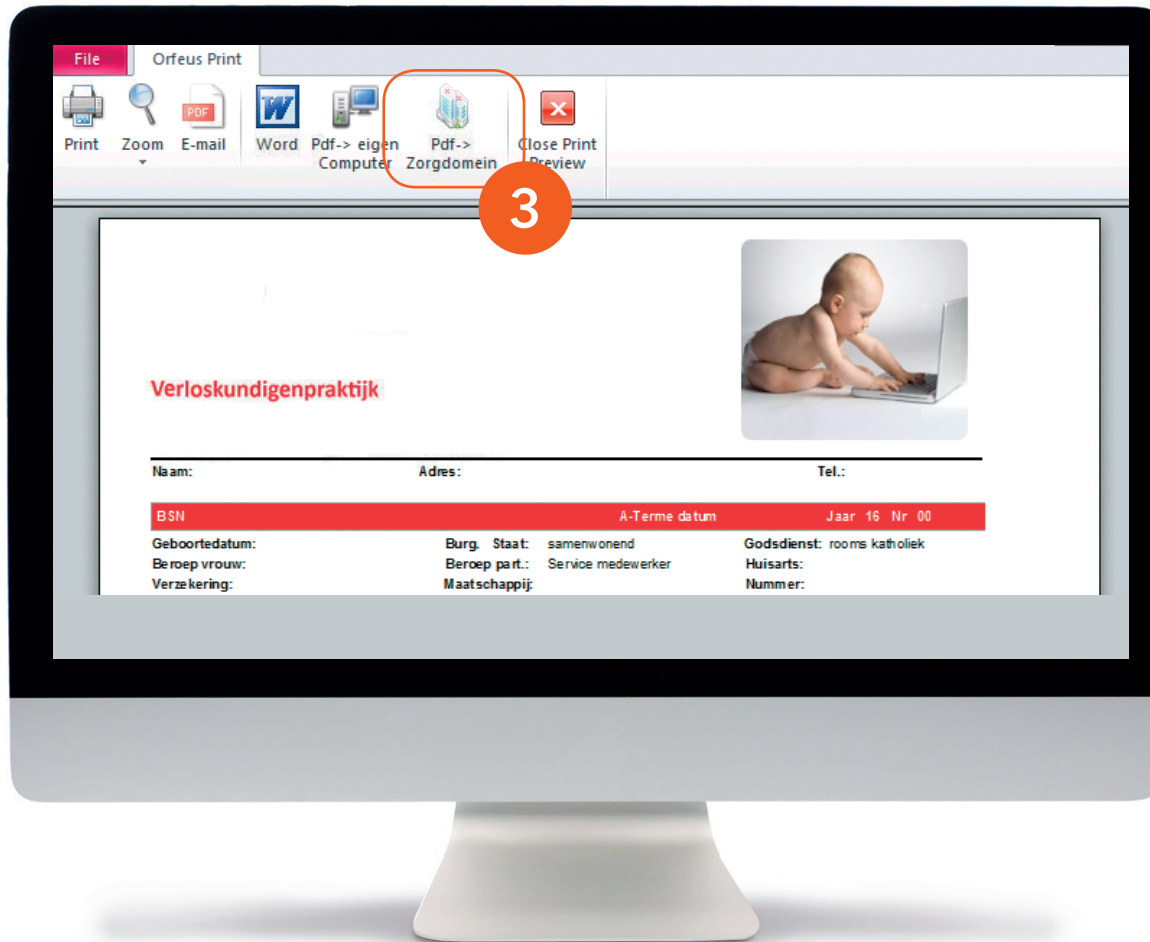 File Orfeus Print
Print Zoom E-mail Word Pdf-> eigen Computer Pdf-> Zorgdomein Close Print Preview
PDF
W
3
Verloskundigenpraktijk
Naam: Adres: Tel.:
BSN A-Terme datum Jaar 16 Nr 00
Geboortedatum: Burg. Staat: samenwonend Godsdienst: rooms katholiek
Beroep vrouw: Beroep part.: Service medewerker Huisarts:
Verzekering: Maatschappij: Nummer: